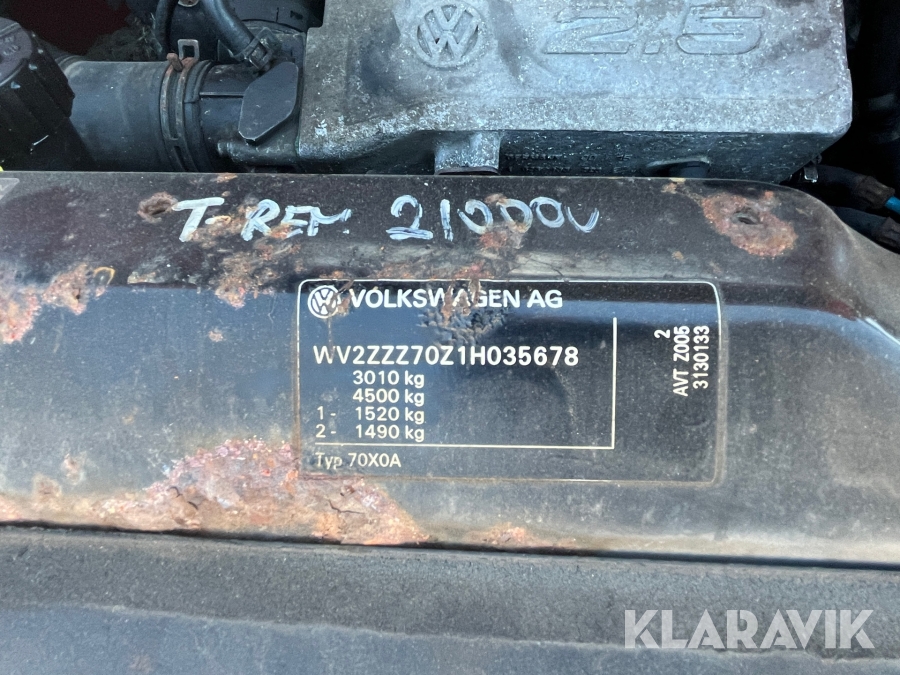 2.5
T-REM 21000v
VOLKSWAGEN AG
WV2ZZZ70Z1H035678
3010 kg
4500 kg
1 - 1520 kg
2 - 1490 kg
Typ 70X0A
2
AVT Z005
3130133
KLARAVIK